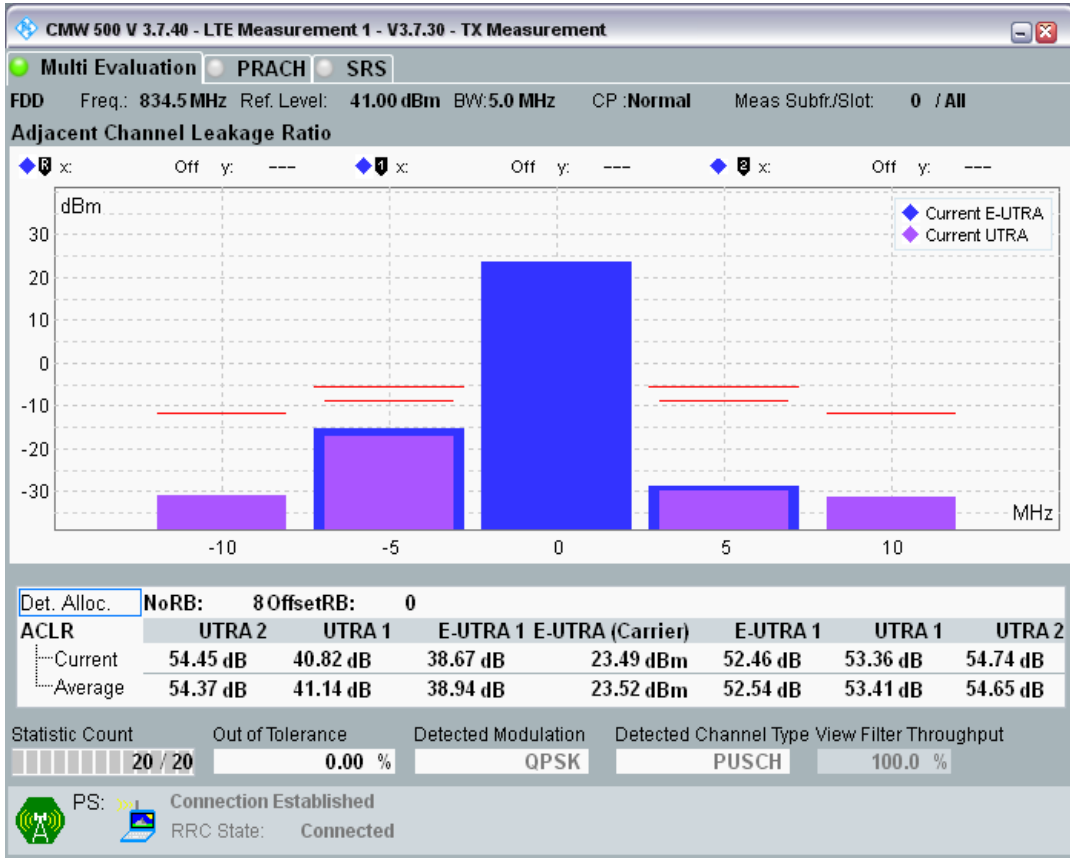 CMW 500 V 3.7.40 - LTE Measurement 1 - V3.7.30 - TX Measurement
Multi Evaluation PRACH SRS
FDD Freq.: 834.5 MHz Ref. Level: 41.00 dBm BW: 5.0 MHz CP : Normal Meas Subfr./Slot: 0 / All
Adjacent Channel Leakage Ratio
R x: Off y: --- 1 x: Off y: --- 2 x: Off y: ---
dBm
Current E-UTRA
Current UTRA
30
20
10
0
-10
-20
-30
MHz
-10 -5 0 5 10
Det. Alloc. NoRB: 8 OffsetRB: 0
ACLR UTRA 2 UTRA 1 E-UTRA 1 E-UTRA (Carrier) E-UTRA 1 UTRA 1 UTRA 2
Current 54.45 dB 40.82 dB 38.67 dB 23.49 dBm 52.46 dB 53.36 dB 54.74 dB
Average 54.37 dB 41.14 dB 38.94 dB 23.52 dBm 52.54 dB 53.41 dB 54.65 dB
Statistic Count Out of Tolerance Detected Modulation Detected Channel Type View Filter Throughput
20 / 20 0.00 % QPSK PUSCH 100.0 %
PS: Connection Established
RRC State: Connected